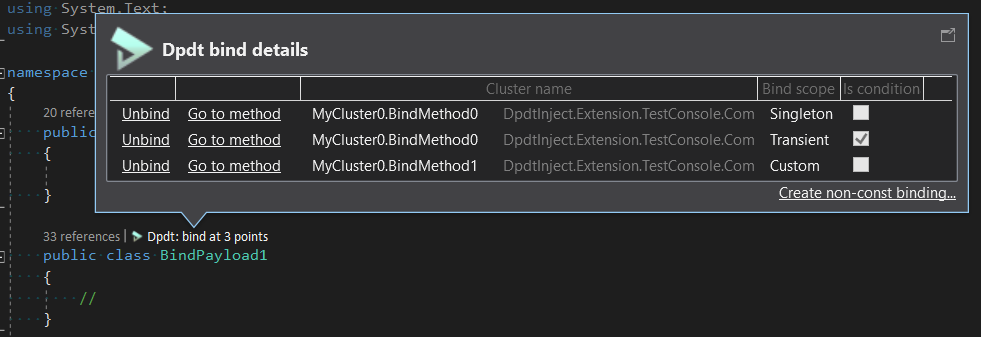 using System.Text;
using Sys
Dpdt bind details
namespace
Cluster name Bind scope Is condition
{
20 refere
Unbind Go to method MyCluster0.BindMethod0 DpdtInject.Extension.TestConsole.Com Singleton
public
Unbind Go to method MyCluster0.BindMethod0 DpdtInject.Extension.TestConsole.Com Transient
{
Unbind Go to method MyCluster0.BindMethod1 DpdtInject.Extension.TestConsole.Com Custom
}
Create non-const binding...
33 references | Dpdt: bind at 3 points
public class BindPayload1
{
//
}